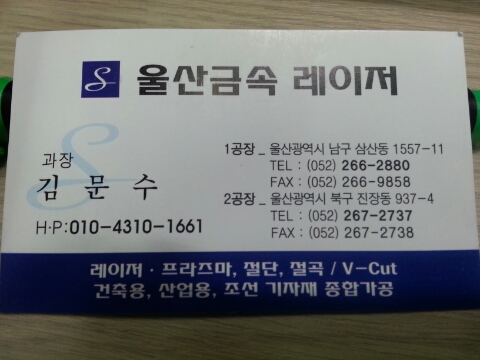 S 울산금속 레이저
과장
김 문 수
H·P:010-4310-1661
1공장 _ 울산광역시 남구 삼산동 1557-11
TEL : (052) 266-2880
FAX : (052) 266-9858
2공장 _ 울산광역시 북구 진장동 937-4
TEL : (052) 267-2737
FAX : (052) 267-2738
레이저 · 프라즈마, 절단, 절곡 / V-Cut
건축용, 산업용, 조선 기자재 종합가공